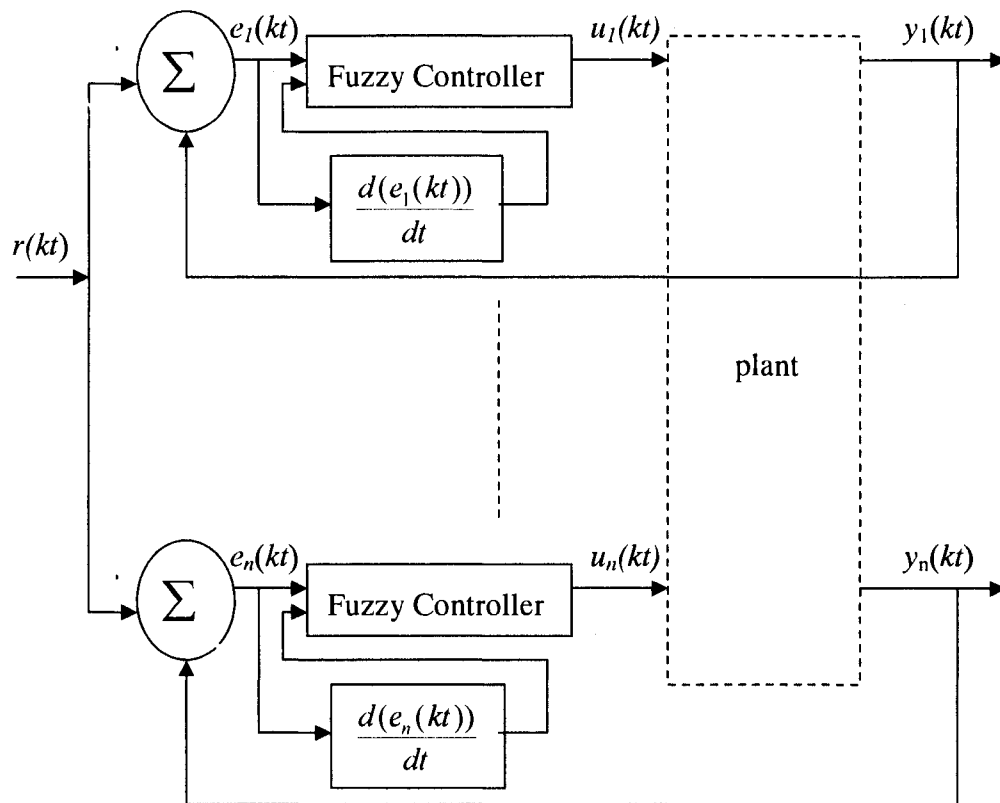 e₁(kt)
u₁(kt)
y₁(kt)
Σ
Fuzzy Controller
d(e₁(kt))
dt
r(kt)
plant
eₙ(kt)
uₙ(kt)
yₙ(kt)
Σ
Fuzzy Controller
d(eₙ(kt))
dt